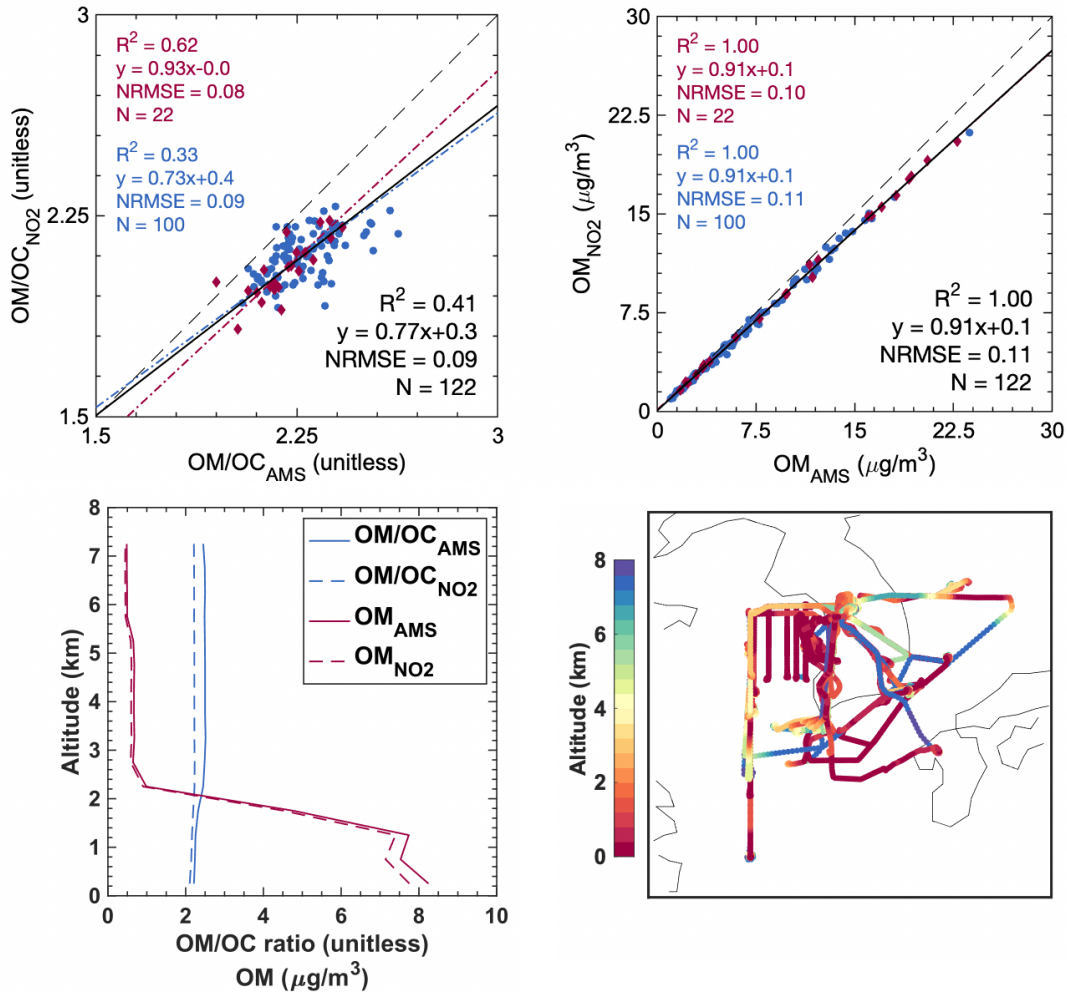 3
R² = 0.62
y = 0.93x-0.0
NRMSE = 0.08
N = 22
R² = 0.33
y = 0.73x+0.4
NRMSE = 0.09
N = 100
2.25
OM/OC_NO2 (unitless)
R² = 0.41
y = 0.77x+0.3
NRMSE = 0.09
N = 122
1.5
1.5
2.25
3
OM/OC_AMS (unitless)
30
R² = 1.00
y = 0.91x+0.1
NRMSE = 0.10
N = 22
R² = 1.00
y = 0.91x+0.1
NRMSE = 0.11
N = 100
22.5
15
7.5
0
OM_NO2 (μg/m³)
R² = 1.00
y = 0.91x+0.1
NRMSE = 0.11
N = 122
0
7.5
15
22.5
30
OM_AMS (μg/m³)
8
7
6
5
4
3
2
1
0
Altitude (km)
OM/OC_AMS
OM/OC_NO2
OM_AMS
OM_NO2
0
2
4
6
8
10
OM/OC ratio (unitless)
OM (μg/m³)
Altitude (km)
8
6
4
2
0